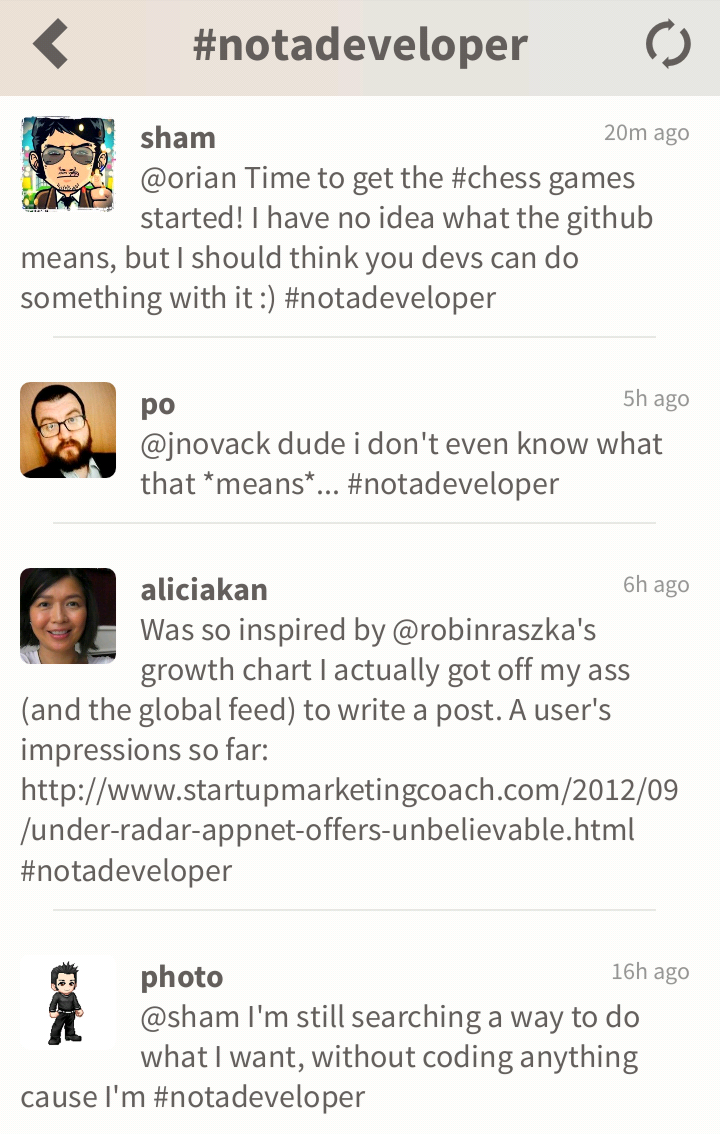 #notadeveloper
sham
20m ago
@orian Time to get the #chess games
started! I have no idea what the github
means, but I should think you devs can do
something with it :) #notadeveloper
po
5h ago
@jnovack dude i don't even know what
that *means*... #notadeveloper
aliciakan
6h ago
Was so inspired by @robinraszka's
growth chart I actually got off my ass
(and the global feed) to write a post. A user's
impressions so far:
http://www.startupmarketingcoach.com/2012/09
/under-radar-appnet-offers-unbelievable.html
#notadeveloper
photo
16h ago
@sham I'm still searching a way to do
what I want, without coding anything
cause I'm #notadeveloper